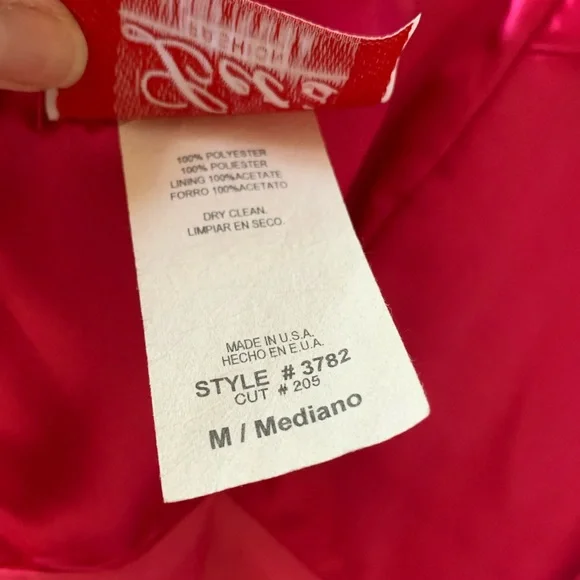 FASHION
100% POLYESTER
100% POLIESTER
LINING 100%ACETATE
FORRO 100%ACETATO
DRY CLEAN.
LIMPIAR EN SECO.
MADE IN U.S.A.
HECHO EN E.U.A.
STYLE # 3782
CUT # 205
M / Mediano